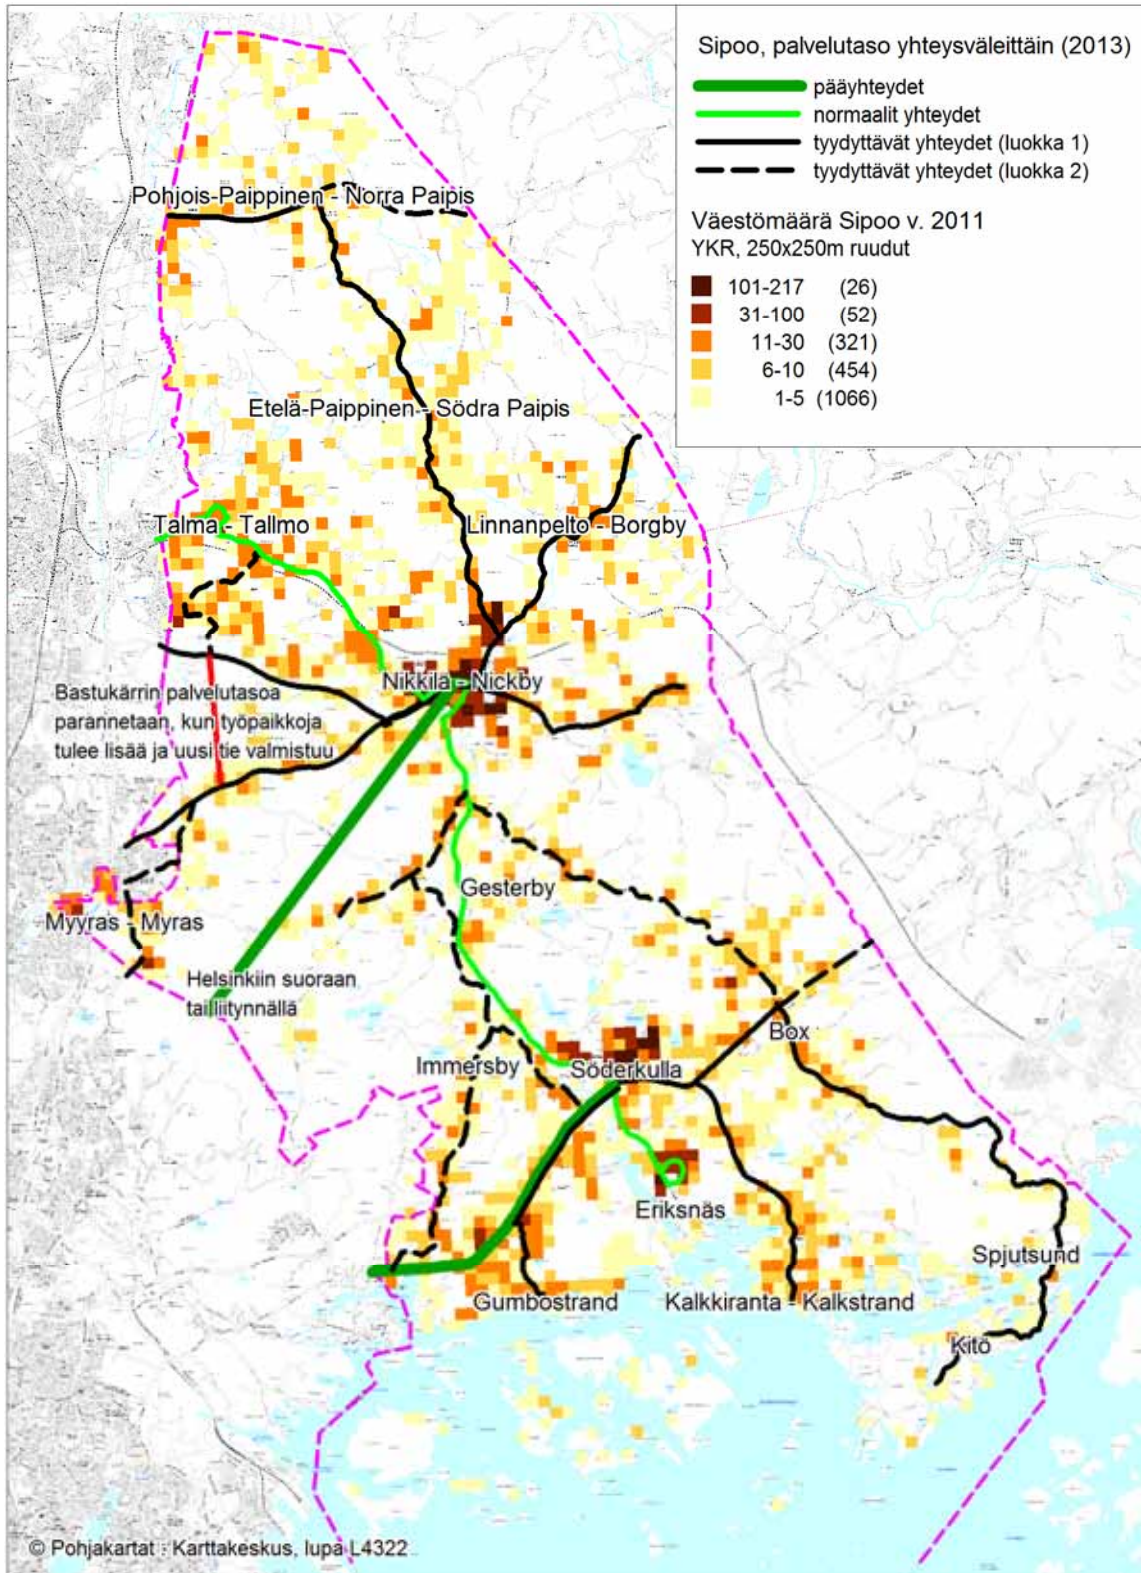 Sipoo, palvelutaso yhteysväleittäin (2013)
pääyhteydet
normaalit yhteydet
tyydyttävät yhteydet (luokka 1)
tyydyttävät yhteydet (luokka 2)
Väestömäärä Sipoo v. 2011
YKR, 250x250m ruudut
101-217 (26)
31-100 (52)
11-30 (321)
6-10 (454)
1-5 (1066)
Pohjois-Paippinen - Norra Paipis
Etelä-Paippinen - Södra Paipis
Talma - Tallmo
Linnanpelto - Borgby
Nikkila - Nickby
Bastukärrin palvelutasoa
parannetaan, kun työpaikkoja
tulee lisää ja uusi tie valmistuu
Gesterby
Myyras - Myras
Helsinkiin suoraan
tai liitynnällä
Box
Immersby
Söderkulla
Eriksnäs
Spjutsund
Gumbostrand
Kalkkiranta - Kalkstrand
Kitö
© Pohjakartat : Karttakeskus, lupa L4322